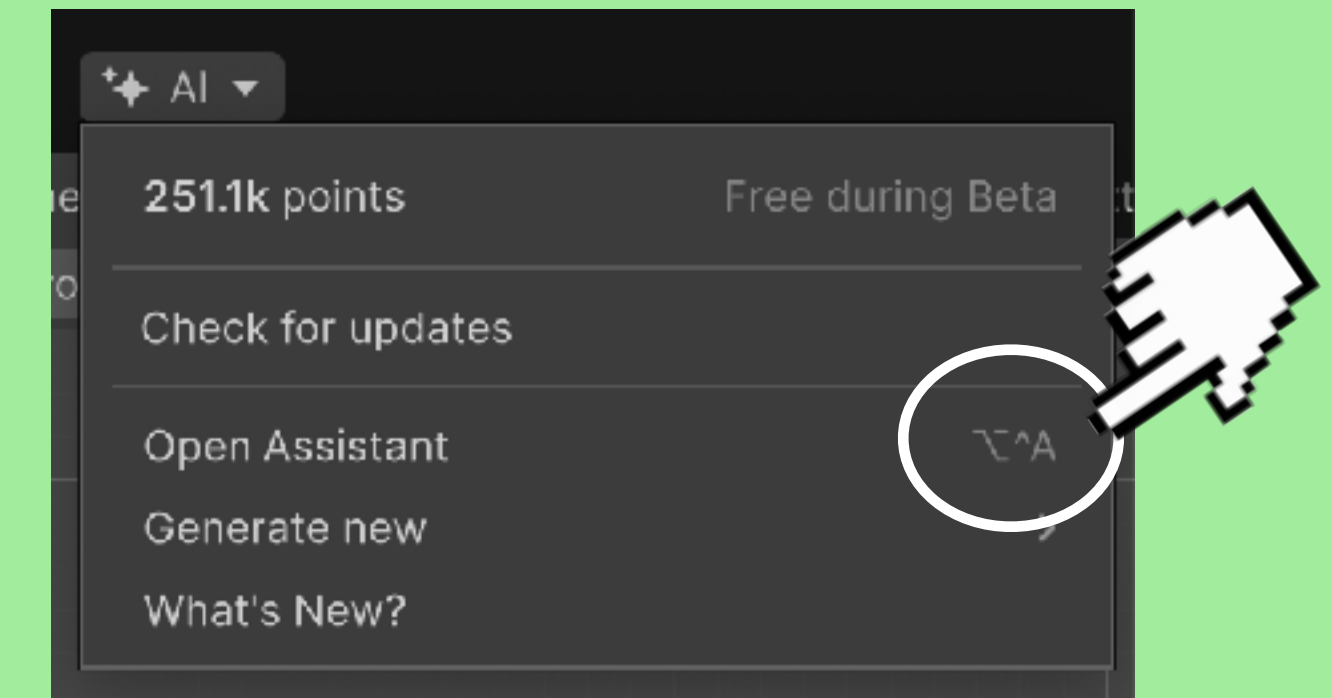 AI
251.1k points Free during Beta
Check for updates
Open Assistant ⌥^A
Generate new
What's New?